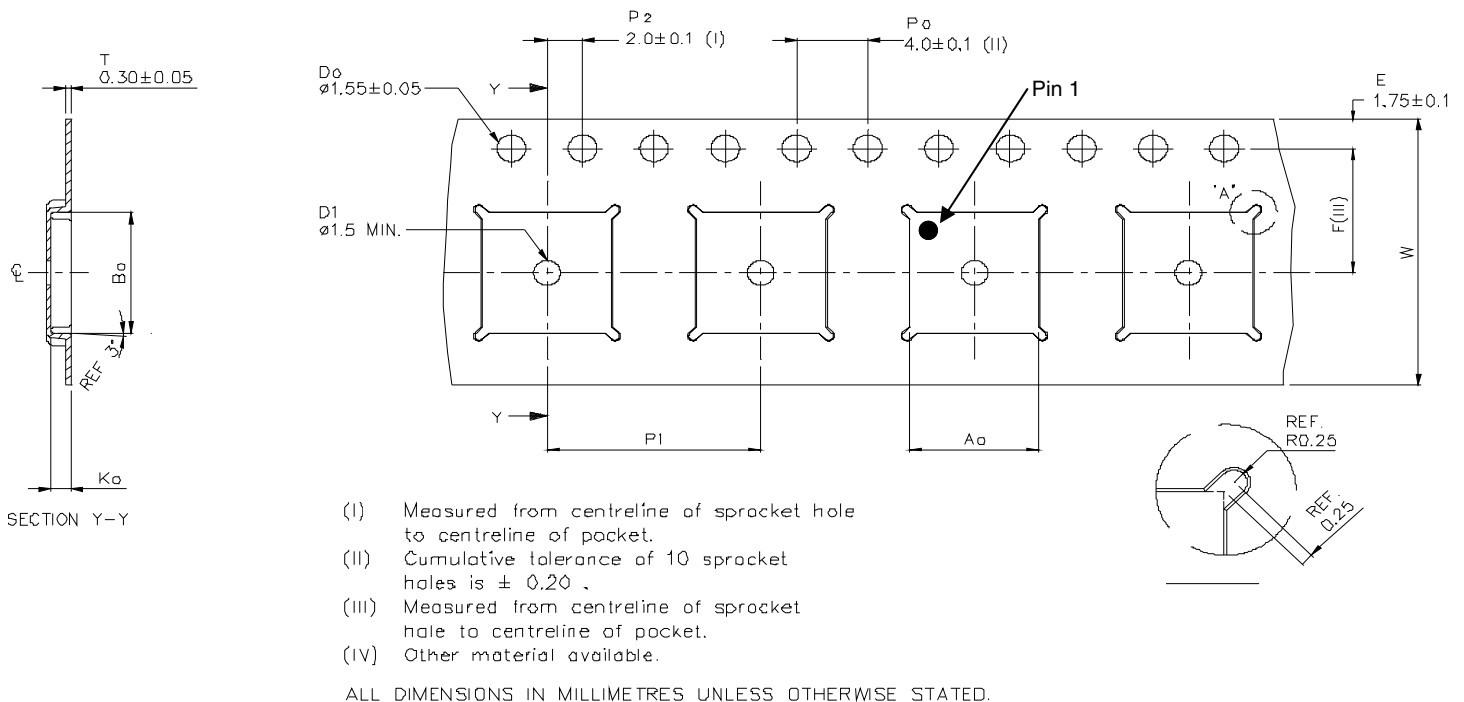 P2
2.0±0.1 (I)
Po
4.0±0.1 (II)
T
0.30±0.05
Do
ø1.55±0.05
Y
Pin 1
E
1.75±0.1
"A"
D1
ø1.5 MIN.
F(III)
W
Bo
REF 3°
Y
P1
Ao
Ko
SECTION Y-Y
REF.
R0.25
REF.
0.25
(I) Measured from centreline of sprocket hole
to centreline of pocket.
(II) Cumulative tolerance of 10 sprocket
holes is ± 0.20 .
(III) Measured from centreline of sprocket
hole to centreline of pocket.
(IV) Other material available.
ALL DIMENSIONS IN MILLIMETRES UNLESS OTHERWISE STATED.